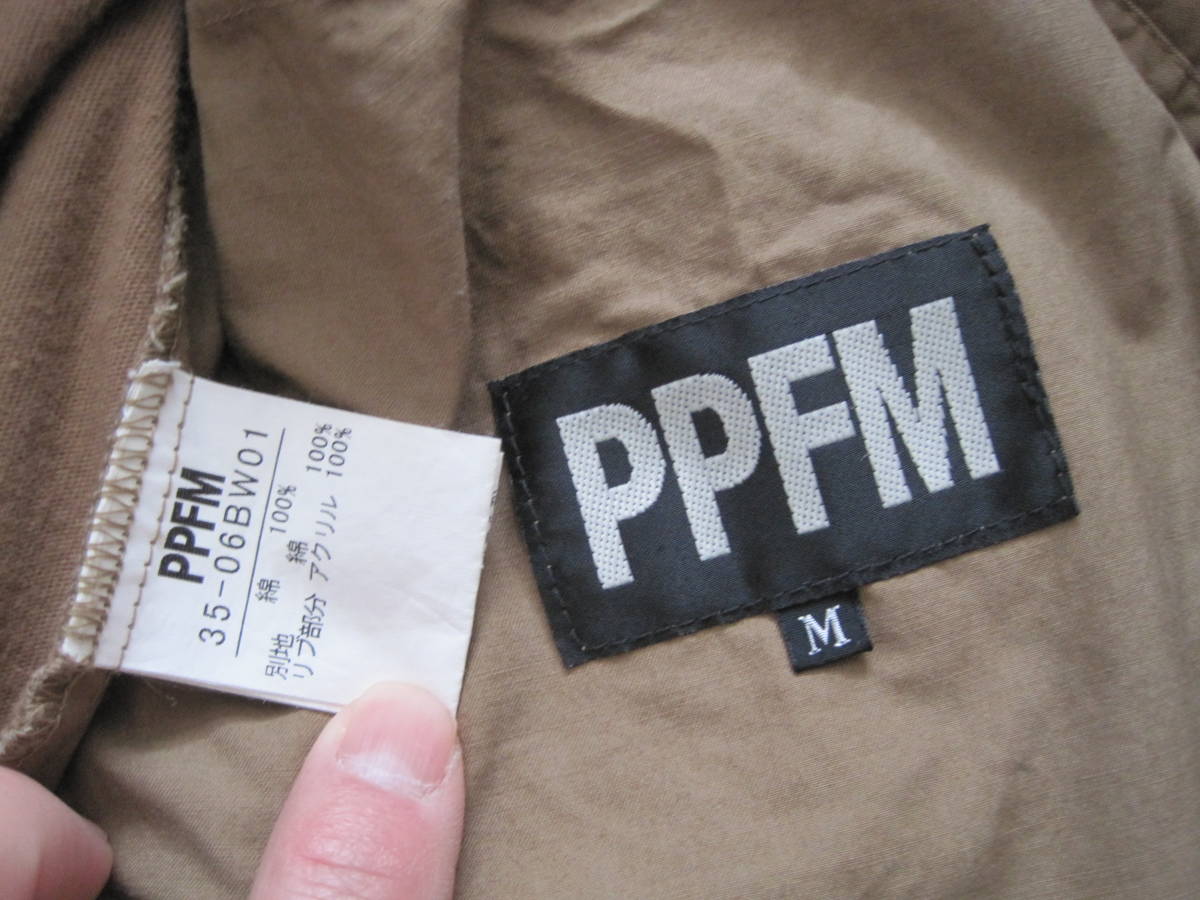 PPFM
35-06BW01
綿 100%
別地 綿 100%
リブ部分 アクリル 100%
PPFM
M